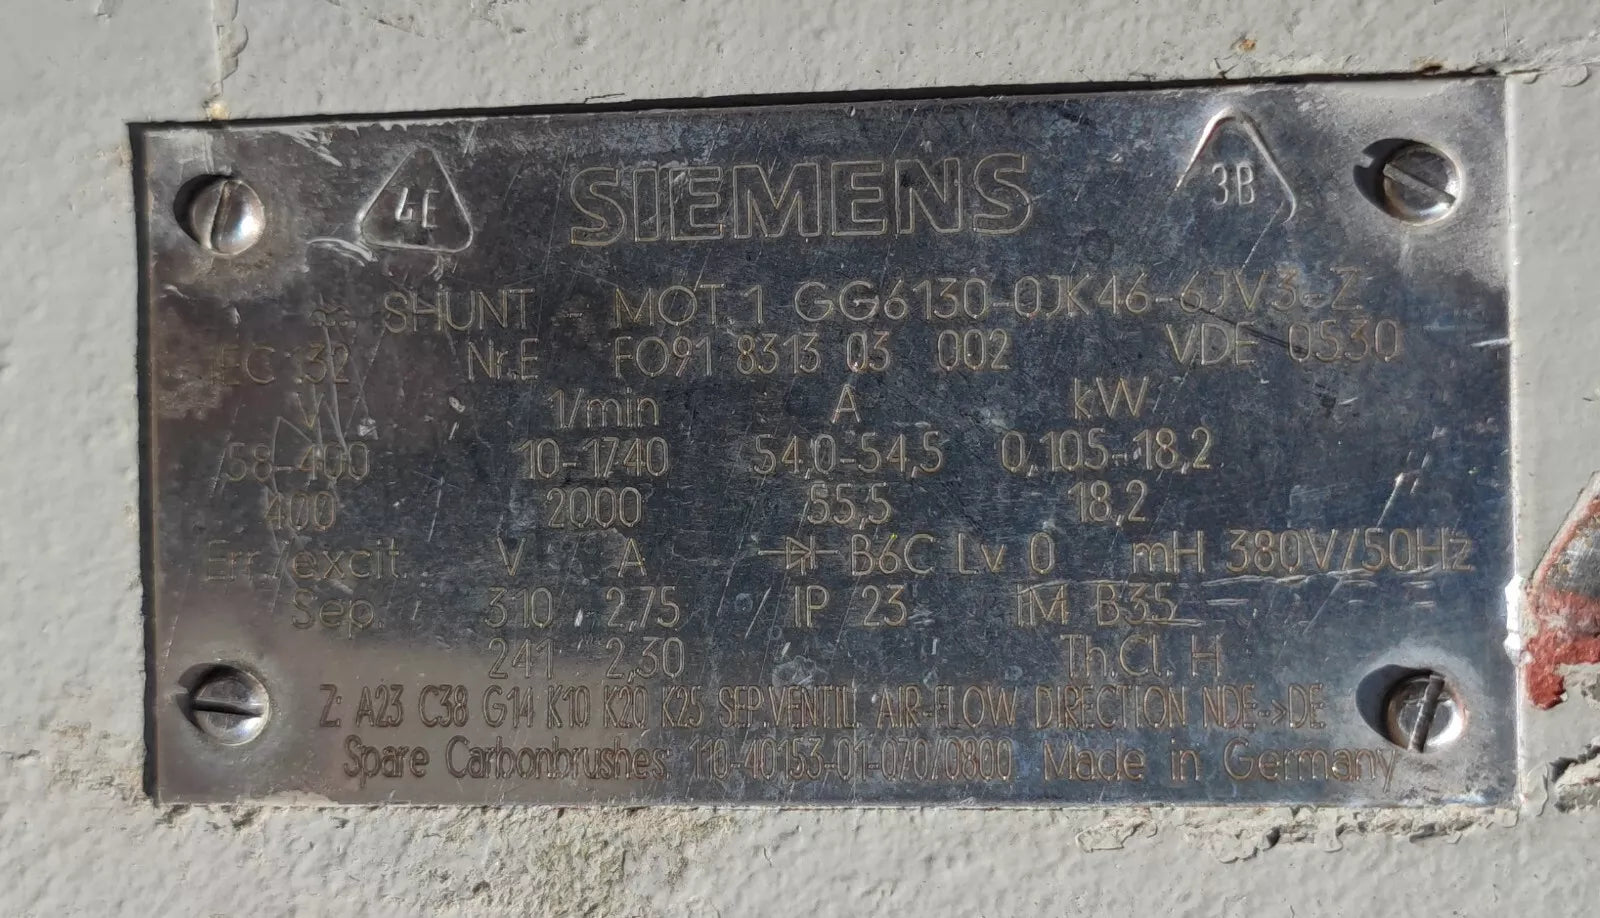 4E SIEMENS 3B
SHUNT - MOT. 1 GG6130-0JK46-6JV3-Z
IEC 132 Nr.E F091 8313 03 002 VDE 0530
V 1/min A kW
58-400 10-1740 54,0-54,5 0,105-18,2
400 2000 55,5 18,2
Err./excit. V A B6C Lv 0 mH 380V/50Hz
Sep. 310 2,75 IP 23 IM B35
241 2,30 Th.Cl. H
Z: A23 C38 G14 K10 K20 K25 SEP.VENTIL. AIR-FLOW DIRECTION NDE->DE
Spare Carbonbrushes: 110-40153-01-070/0800 Made in Germany